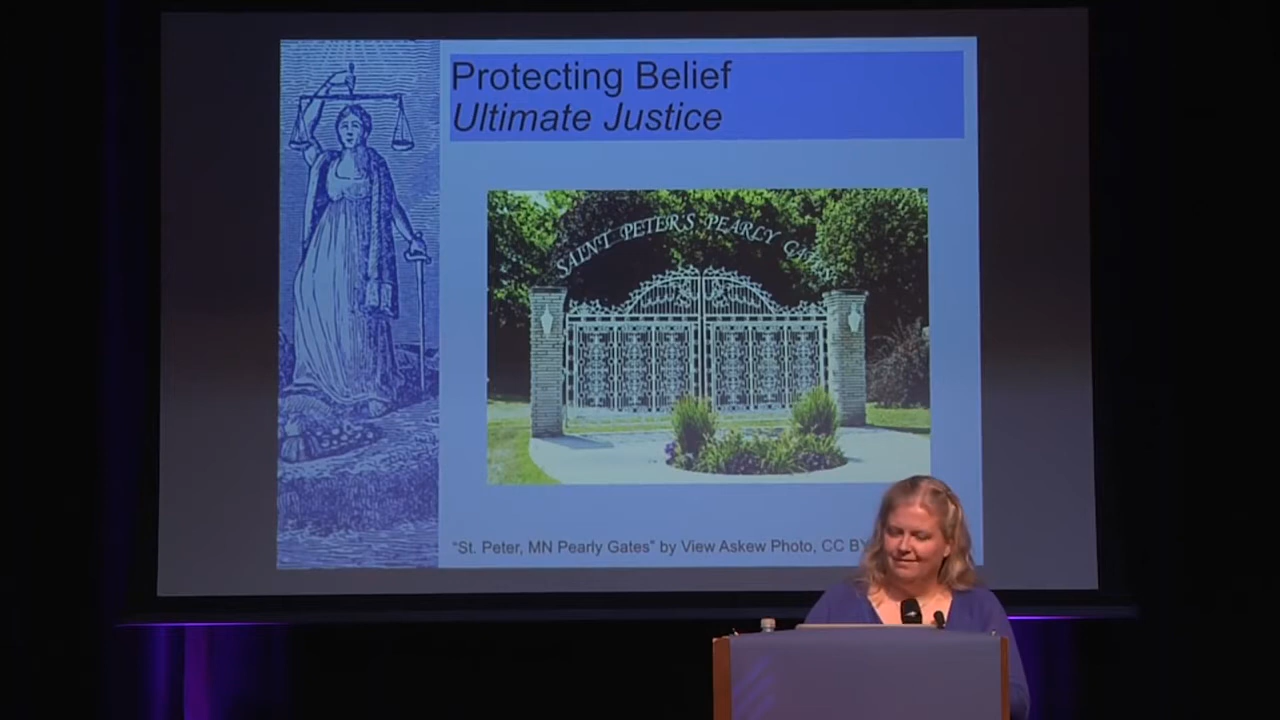 Protecting Belief
Ultimate Justice
SAINT PETER'S PEARLY GATES
"St. Peter, MN Pearly Gates" by View Askew Photo, CC BY